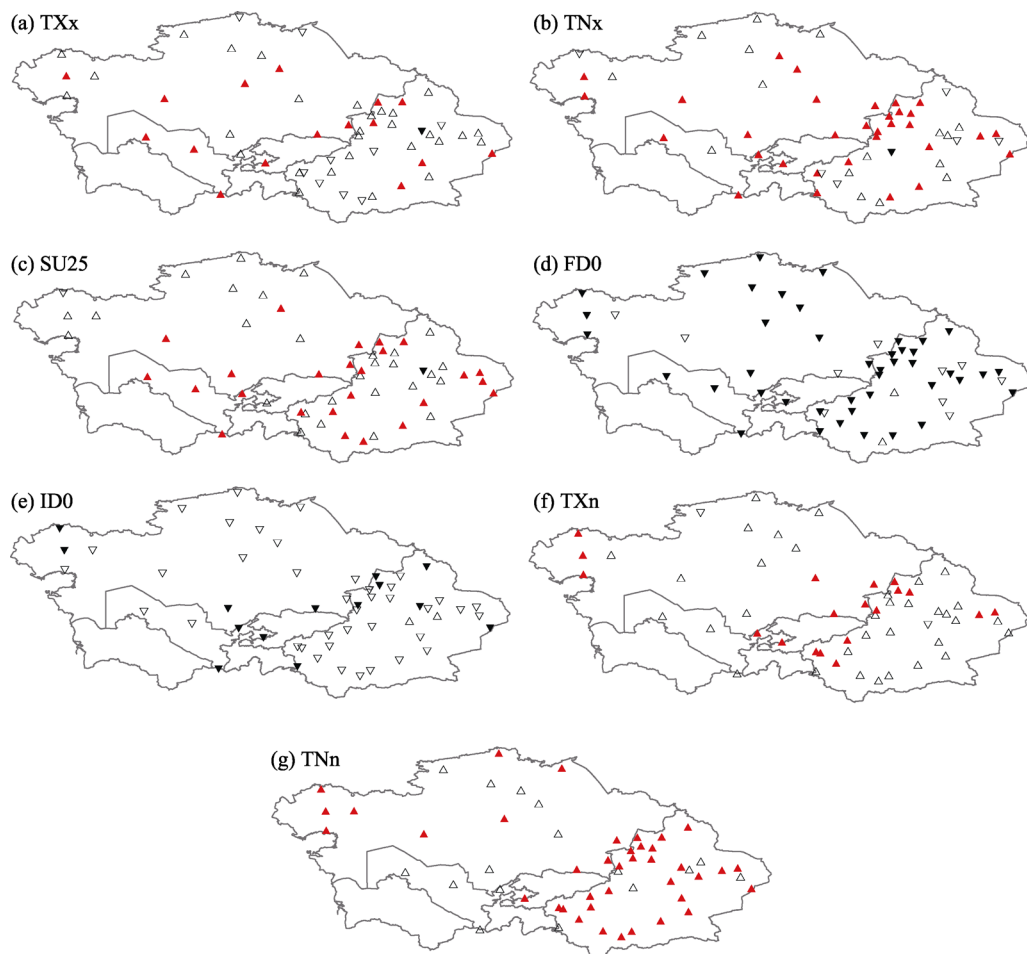 (a) TXx
(b) TNx
(c) SU25
(d) FD0
(e) ID0
(f) TXn
(g) TNn